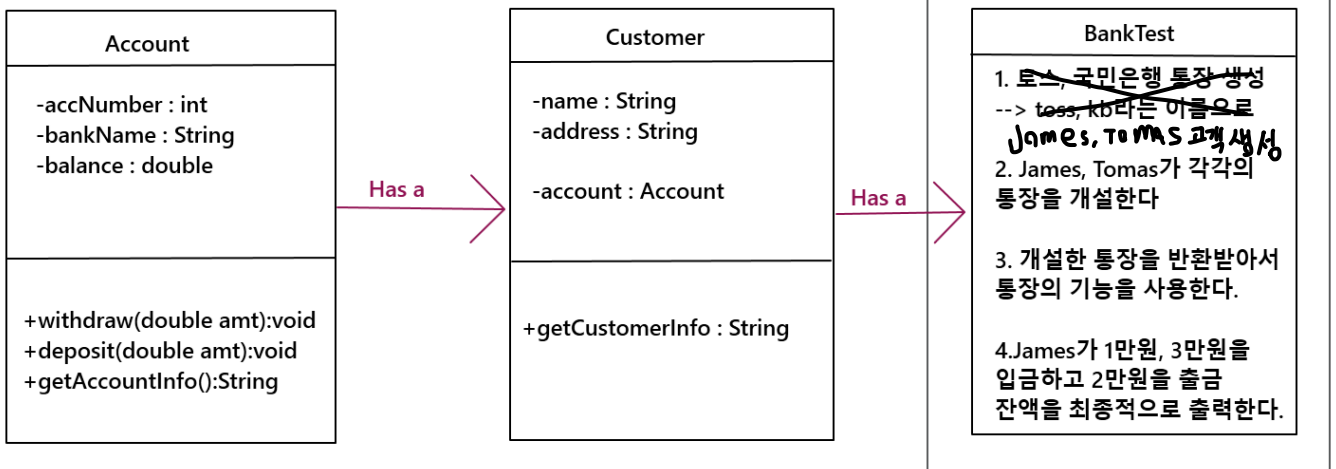 Account
-accNumber : int
-bankName : String
-balance : double
+withdraw(double amt):void
+deposit(double amt):void
+getAccountInfo():String
Has a
Customer
-name : String
-address : String
-account : Account
+getCustomerInfo : String
Has a
BankTest
1. 토스, 국민은행 통장 생성
--> toss, kb라는 이름으로
James, TOMAS 고객 생성
2. James, Tomas가 각각의
통장을 개설한다
3. 개설한 통장을 반환받아서
통장의 기능을 사용한다.
4.James가 1만원, 3만원을
입금하고 2만원을 출금
잔액을 최종적으로 출력한다.